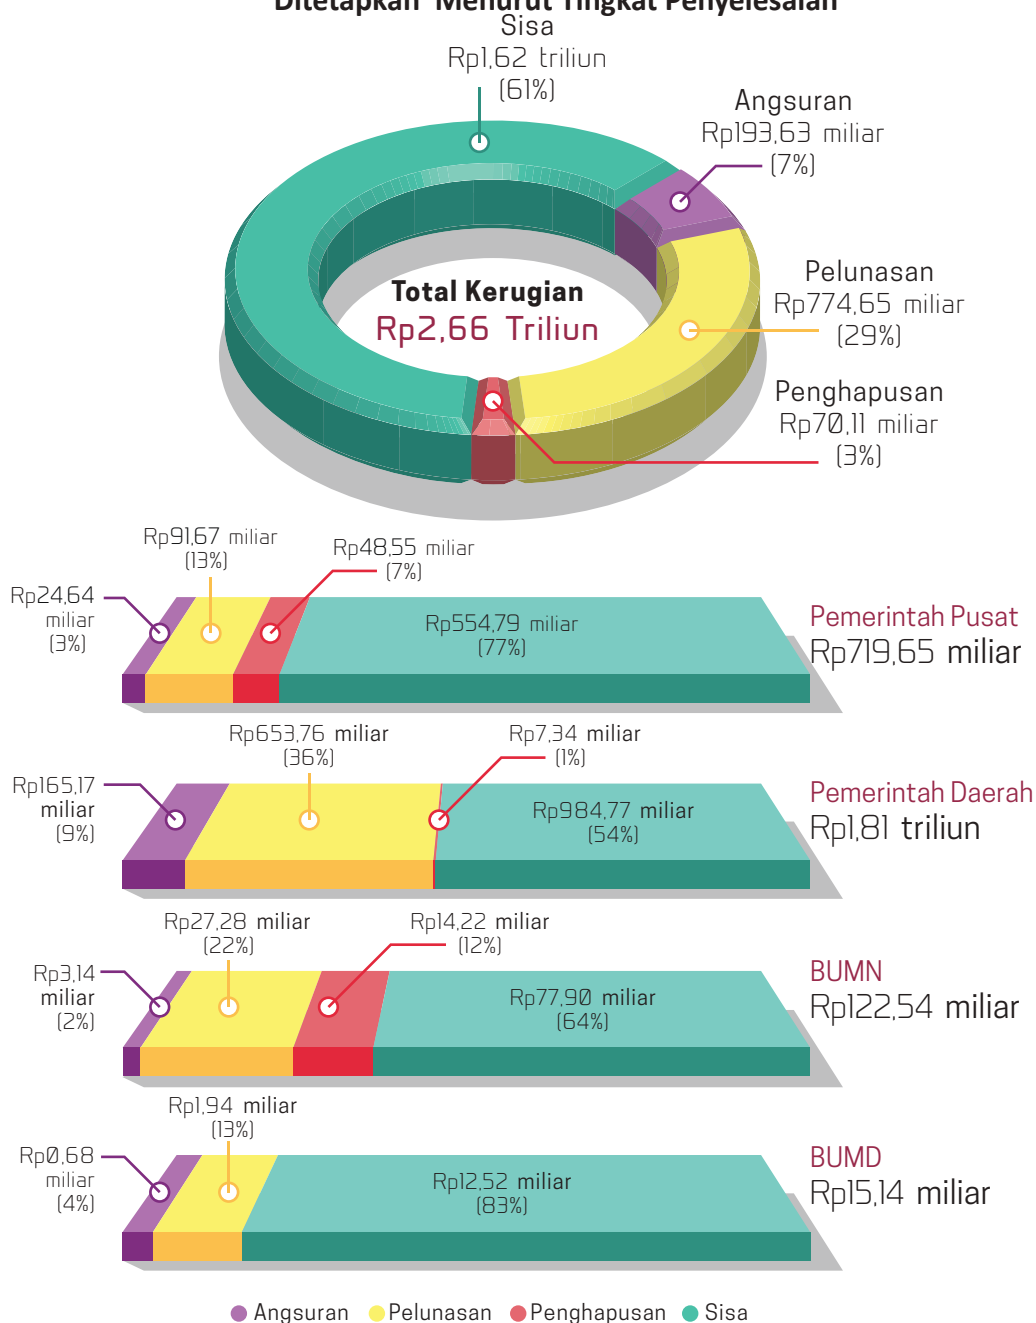 Ditetapkan Menurut Tingkat Penyelesaian
Sisa
Rp1,62 triliun
(61%)
Angsuran
Rp193,63 miliar
(7%)
Pelunasan
Rp774,65 miliar
(29%)
Penghapusan
Rp70,11 miliar
(3%)
Total Kerugian
Rp2,66 Triliun
Rp91,67 miliar
(13%)
Rp48,55 miliar
(7%)
Rp24,64
miliar
(3%)
Rp554,79 miliar
(77%)
Pemerintah Pusat
Rp719,65 miliar
Rp653,76 miliar
(36%)
Rp7,34 miliar
(1%)
Rp165,17
miliar
(9%)
Rp984,77 miliar
(54%)
Pemerintah Daerah
Rp1,81 triliun
Rp27,28 miliar
(22%)
Rp14,22 miliar
(12%)
Rp3,14
miliar
(2%)
Rp77,90 miliar
(64%)
BUMN
Rp122,54 miliar
Rp1,94 miliar
(13%)
Rp0,68
miliar
(4%)
Rp12,52 miliar
(83%)
BUMD
Rp15,14 miliar
Angsuran Pelunasan Penghapusan Sisa